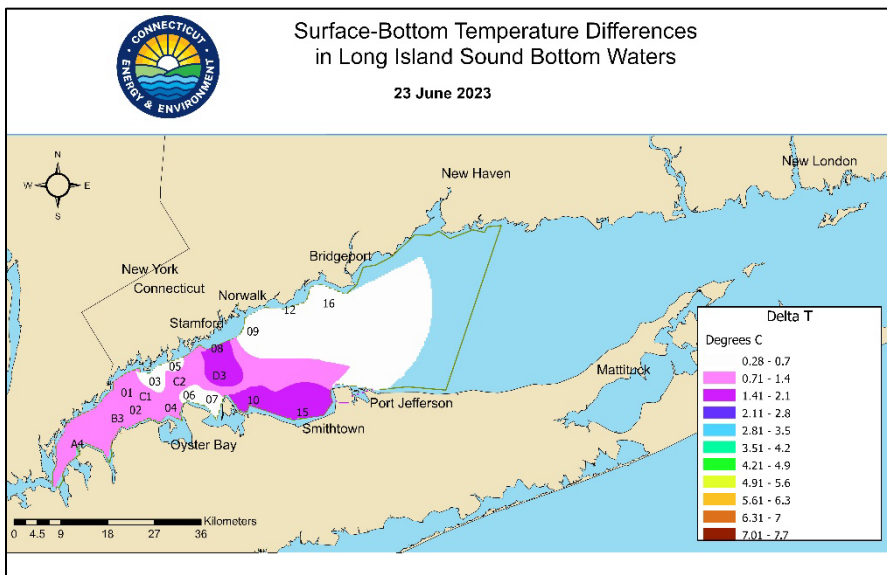 CONNECTICUT
ENERGY & ENVIRONMENT
Surface-Bottom Temperature Differences
in Long Island Sound Bottom Waters
23 June 2023
N
W
E
S
New London
New Haven
Bridgeport
New York
Connecticut
Norwalk
Stamford
16
12
09
08
05
03
C2
D3
01
C1
02
B3
04
06
07
10
15
A4
Oyster Bay
Smithtown
Port Jefferson
Mattituck
Delta T
Degrees C
0.28 - 0.7
0.71 - 1.4
1.41 - 2.1
2.11 - 2.8
2.81 - 3.5
3.51 - 4.2
4.21 - 4.9
4.91 - 5.6
5.61 - 6.3
6.31 - 7
7.01 - 7.7
Kilometers
0 4.5 9 18 27 36